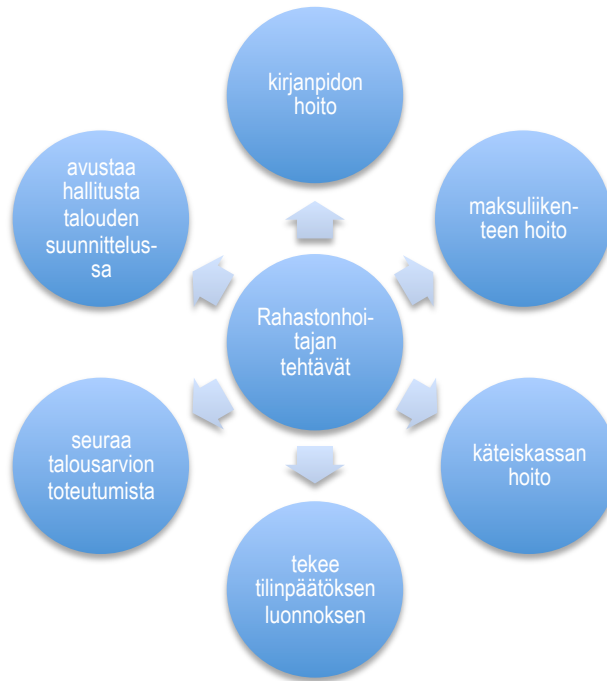 kirjanpidon
hoito
maksuliiken-
teen hoito
käteiskassan
hoito
tekee
tilinpäätöksen
luonnoksen
seuraa
talousarvion
toteutumista
avustaa
hallitusta
talouden
suunnittelus-
sa
Rahastonhoi-
tajan
tehtävät